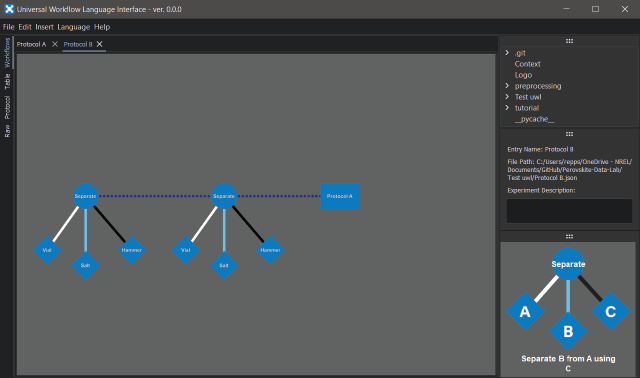 Universal Workflow Language Interface - ver. 0.0.0
File Edit Insert Language Help
Workflows
Table
Protocol
Raw
Protocol A
Protocol B
Separate
Separate
Protocol A
Vial
Salt
Hammer
Vial
Salt
Hammer
.git
Context
Logo
preprocessing
Test uwl
tutorial
__pycache__
Entry Name: Protocol B
File Path: C:/Users/repps/OneDrive - NREL/
Documents/GitHub/Perovskite-Data-Lab/
Test uwl/Protocol B.json
Experiment Description:
Separate
A
B
C
Separate B from A using
C